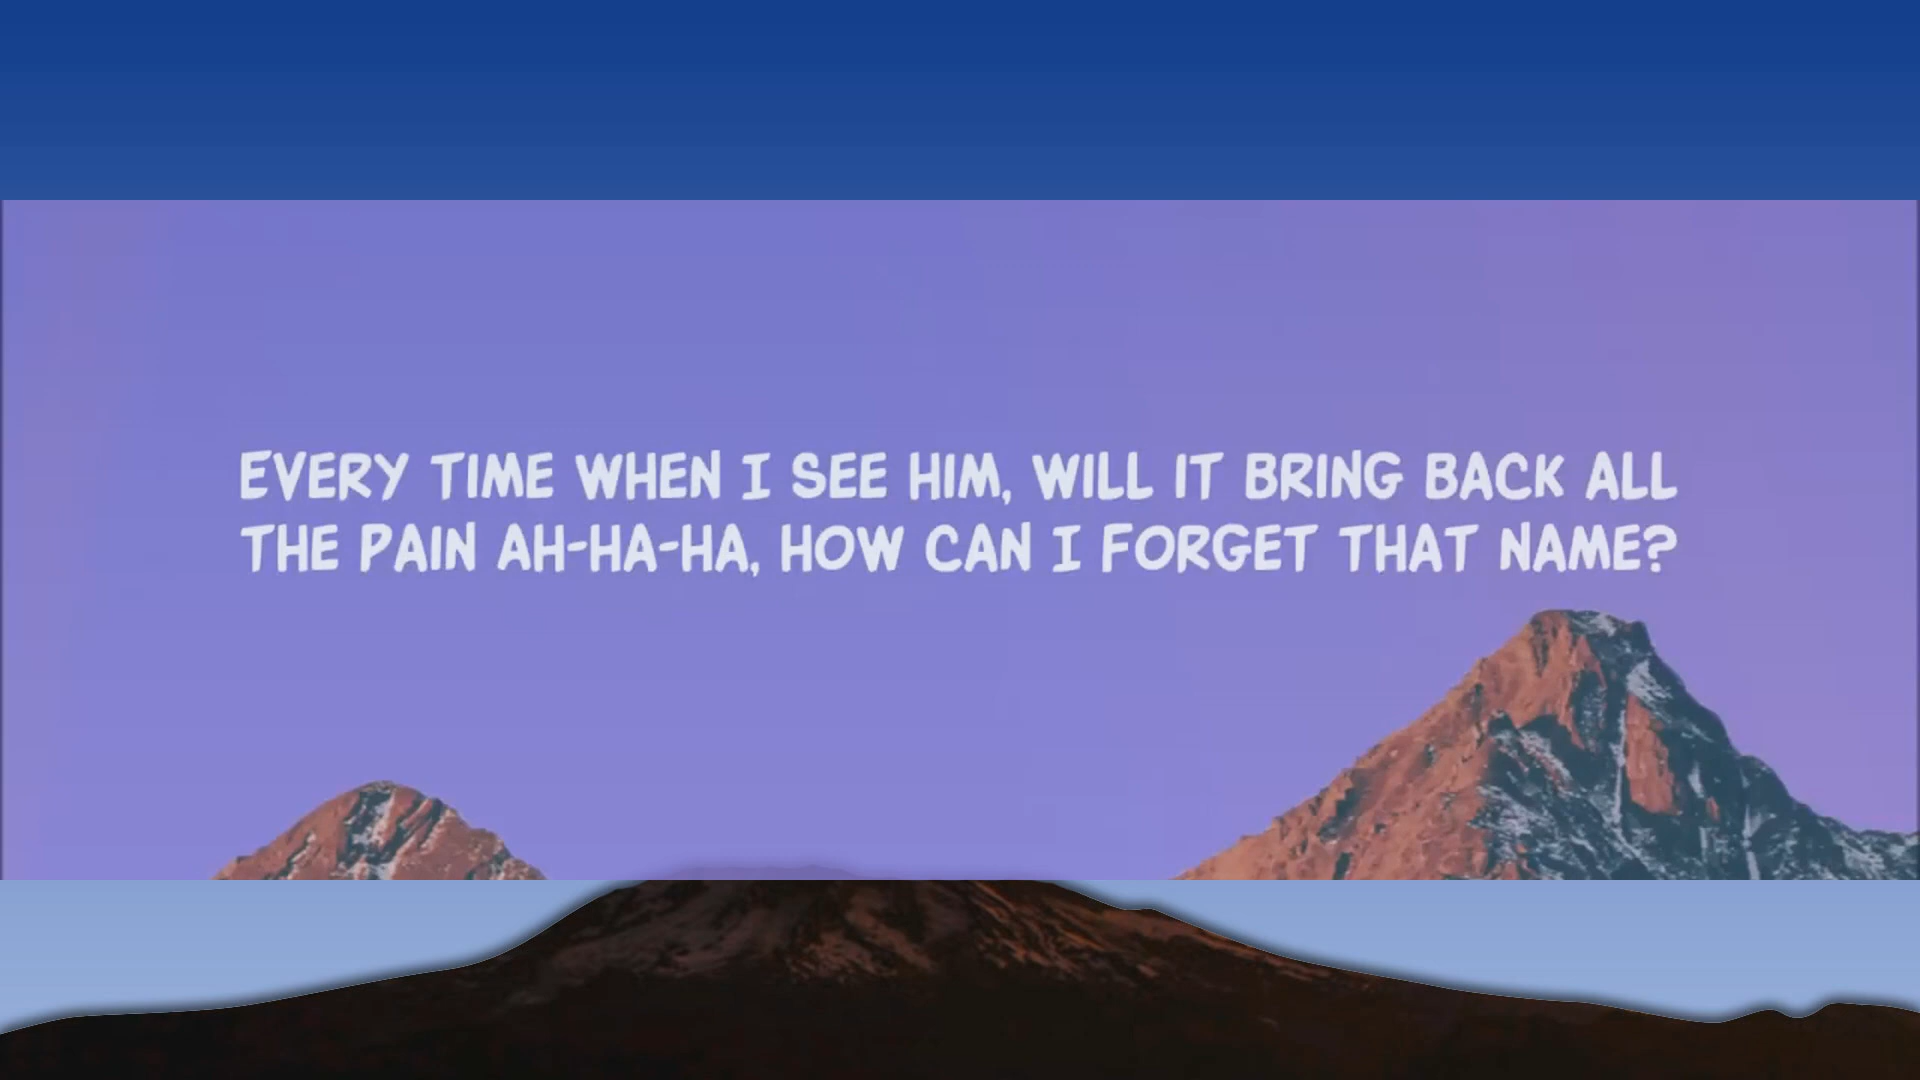 EVERY TIME WHEN I SEE HIM, WILL IT BRING BACK ALL
THE PAIN AH-HA-HA, HOW CAN I FORGET THAT NAME?